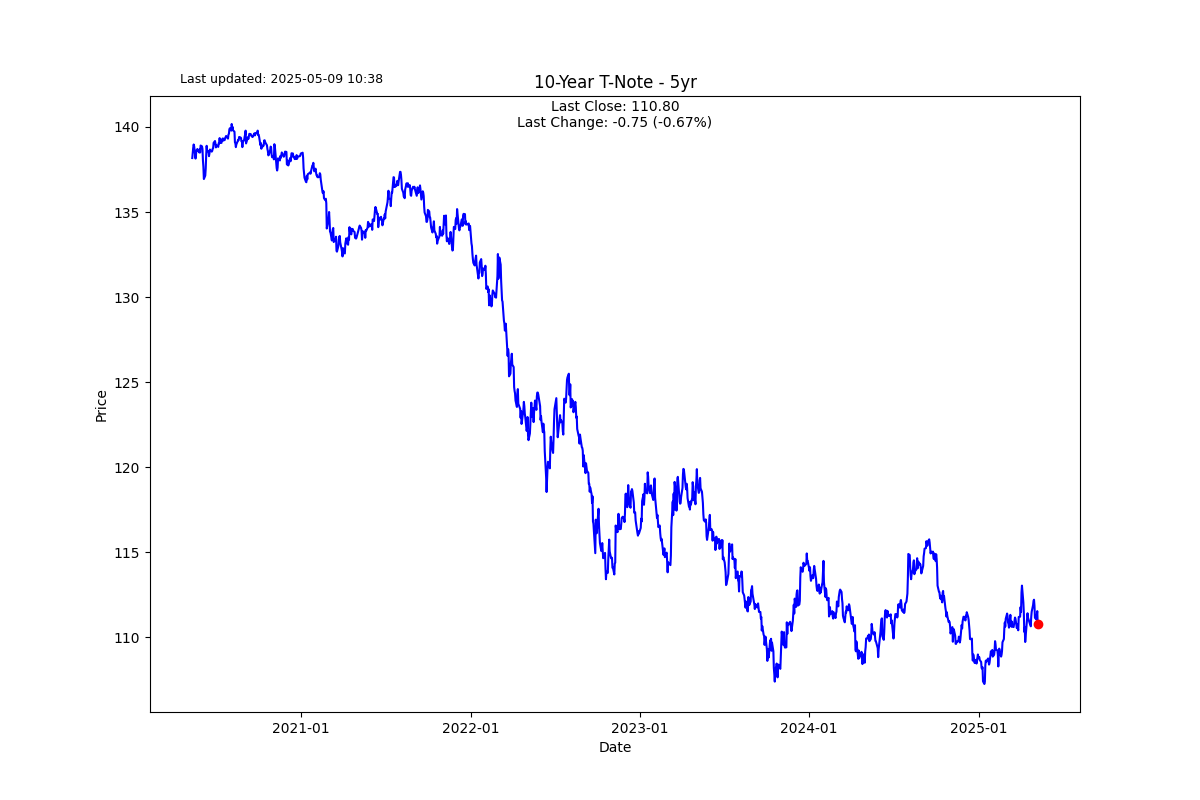 Last updated: 2025-05-09 10:38
10-Year T-Note - 5yr
Last Close: 110.80
Last Change: -0.75 (-0.67%)
140
135
130
125
120
115
110
Price
2021-01
2022-01
2023-01
2024-01
2025-01
Date